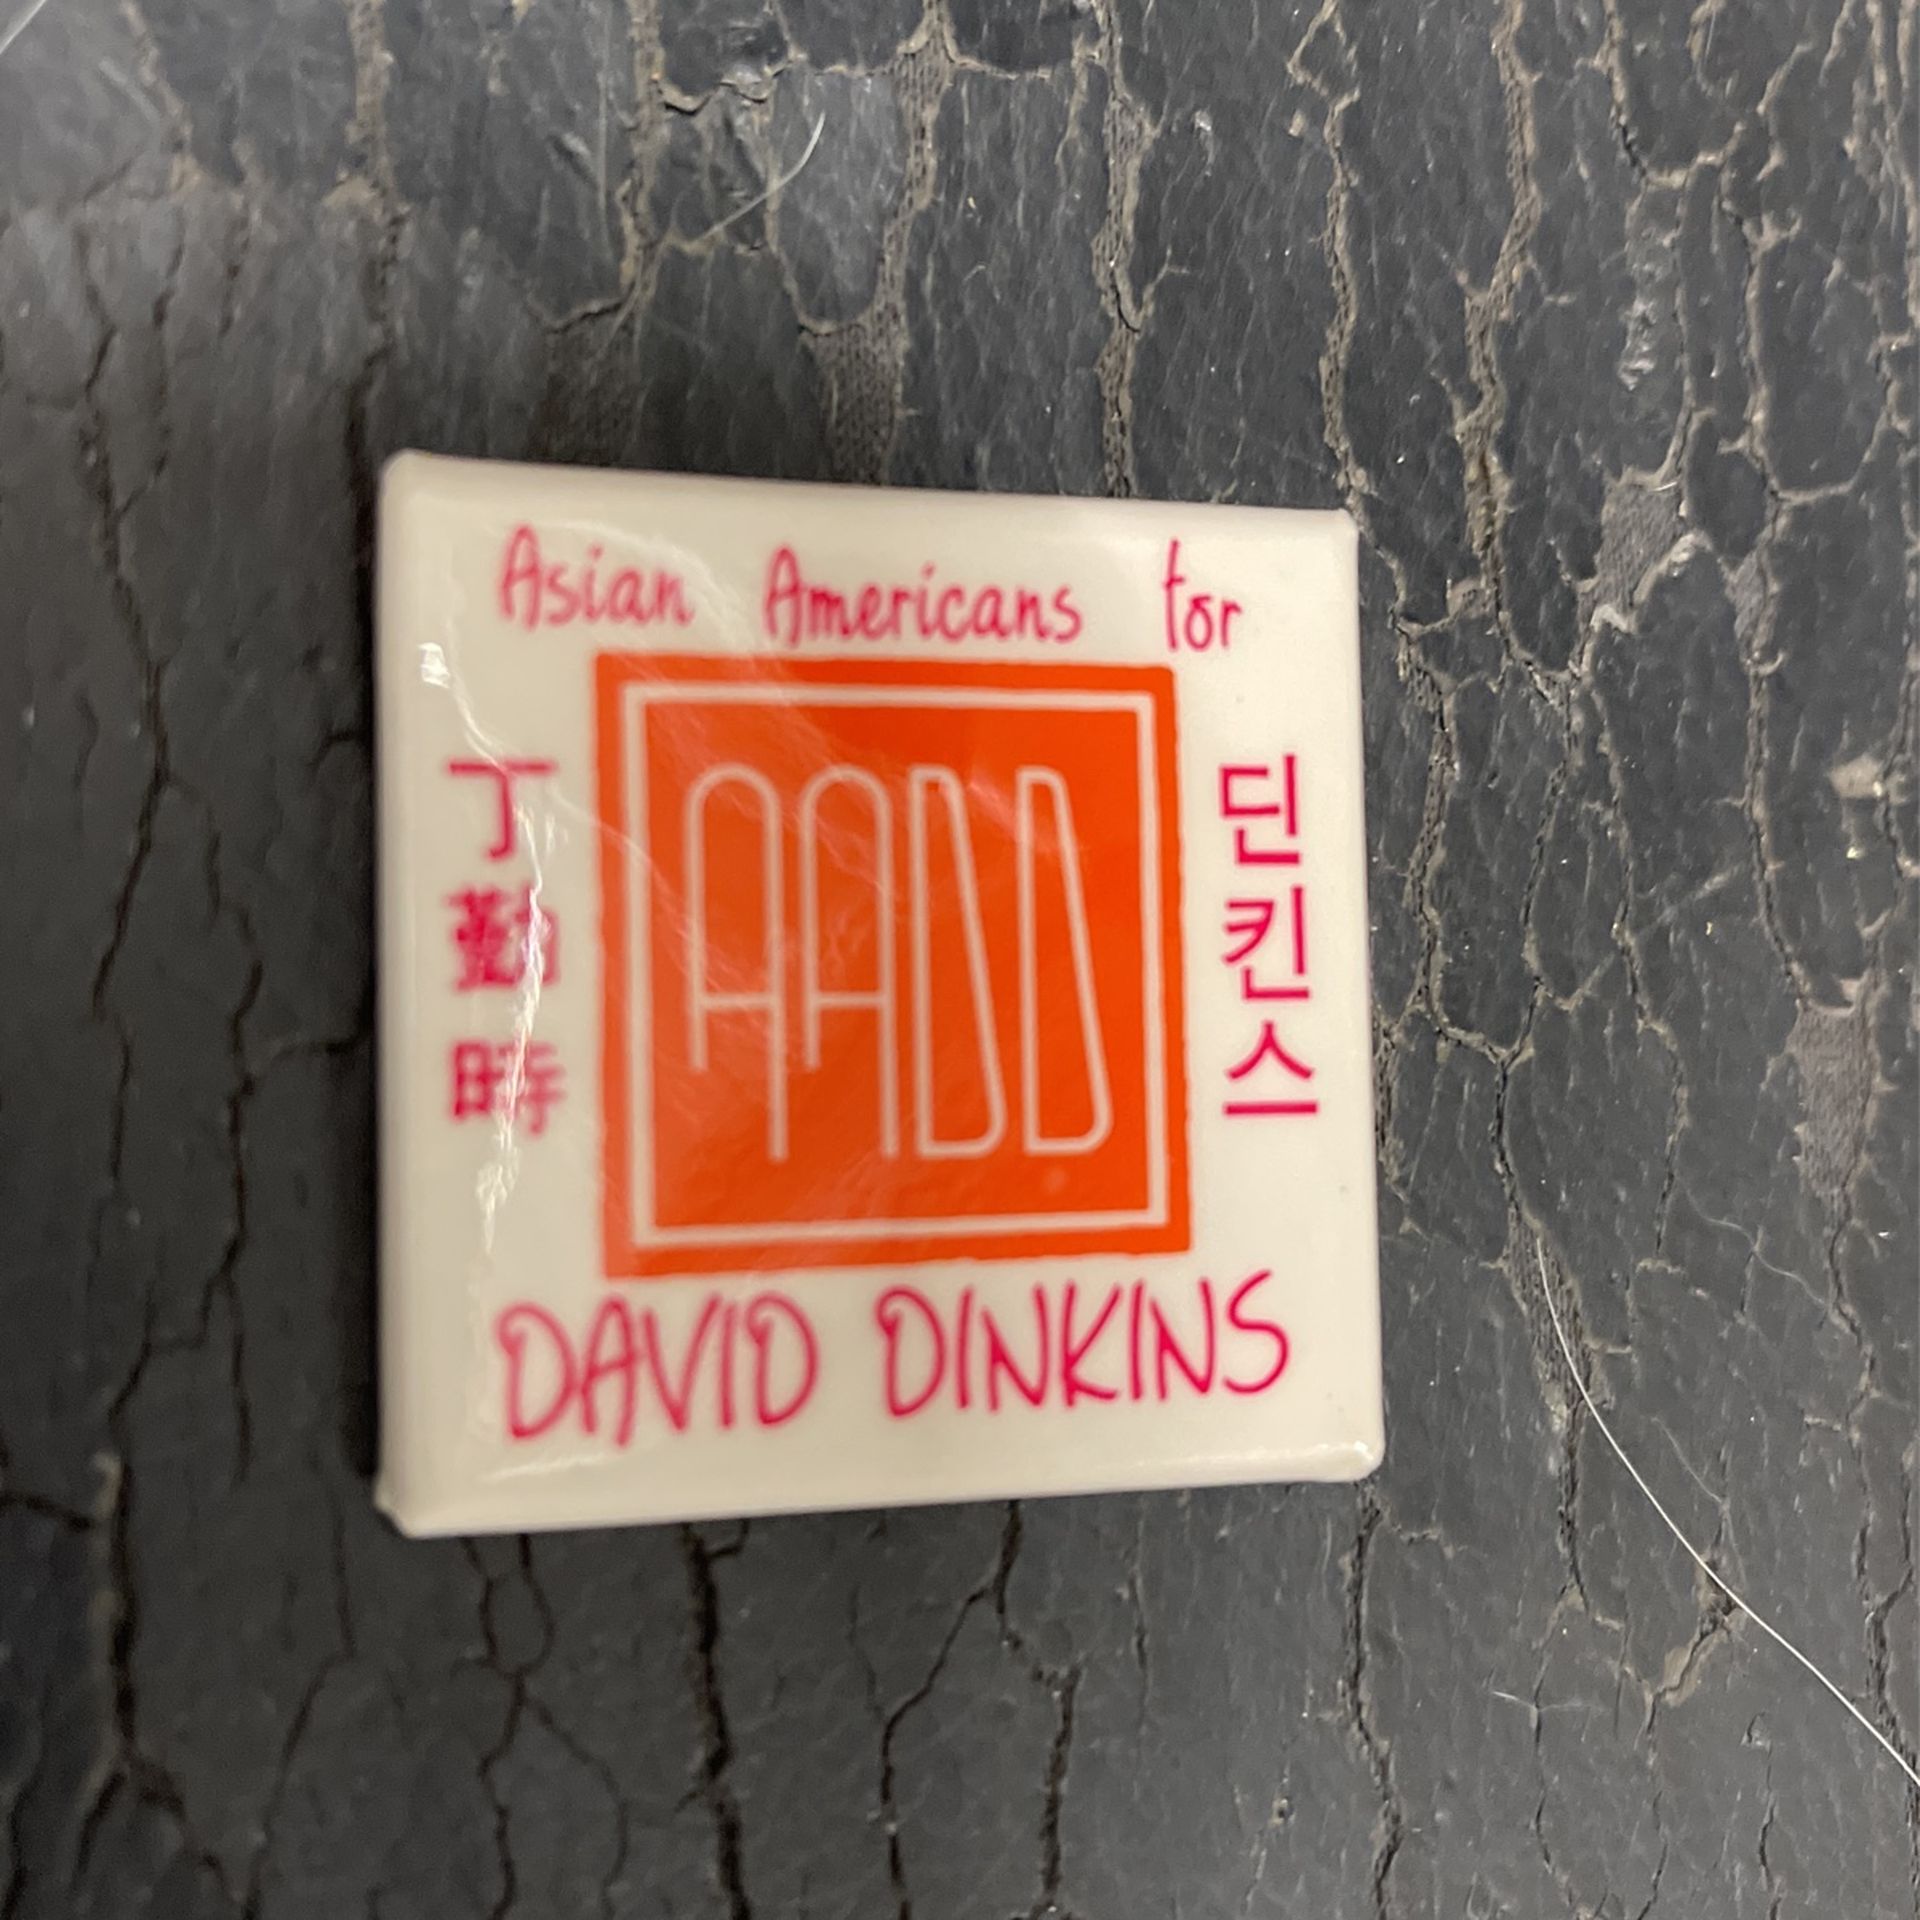 Asian Americans for
丁勤時
AADD
딘킨스
DAVID DINKINS